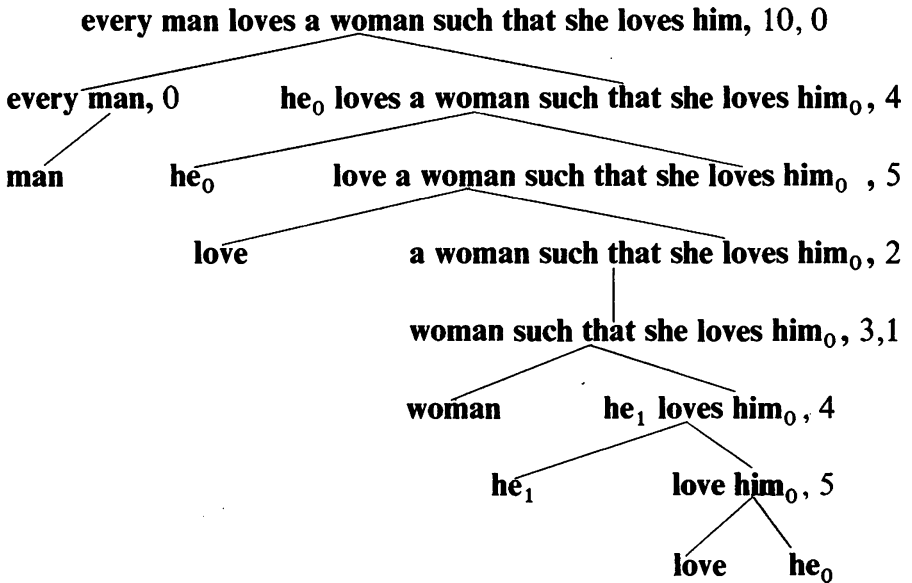 every man loves a woman such that she loves him, 10, 0
every man, 0 he₀ loves a woman such that she loves him₀, 4
man he₀ love a woman such that she loves him₀ , 5
love a woman such that she loves him₀, 2
woman such that she loves him₀, 3,1
woman he₁ loves him₀, 4
he₁ love him₀, 5
love he₀